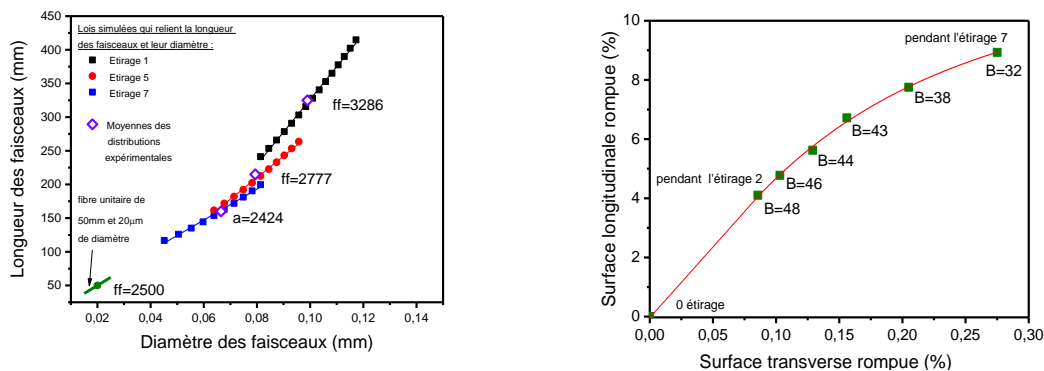 Lois simulées qui relient la longueur
des faisceaux et leur diamètre :
Etirage 1
Etirage 5
Etirage 7
Moyennes des
distributions
expérimentales
fibre unitaire de
50mm et 20µm
de diamètre
ff=3286
ff=2777
a=2424
ff=2500
450
400
350
300
250
200
150
100
50
0,02
0,04
0,06
0,08
0,10
0,12
0,14
Longueur des faisceaux (mm)
Diamètre des faisceaux (mm)
pendant l'étirage 7
B=32
B=38
B=43
B=44
B=46
pendant l'étirage 2
B=48
0 étirage
10
8
6
4
2
0
0,00
0,05
0,10
0,15
0,20
0,25
0,30
Surface longitudinale rompue (%)
Surface transverse rompue (%)